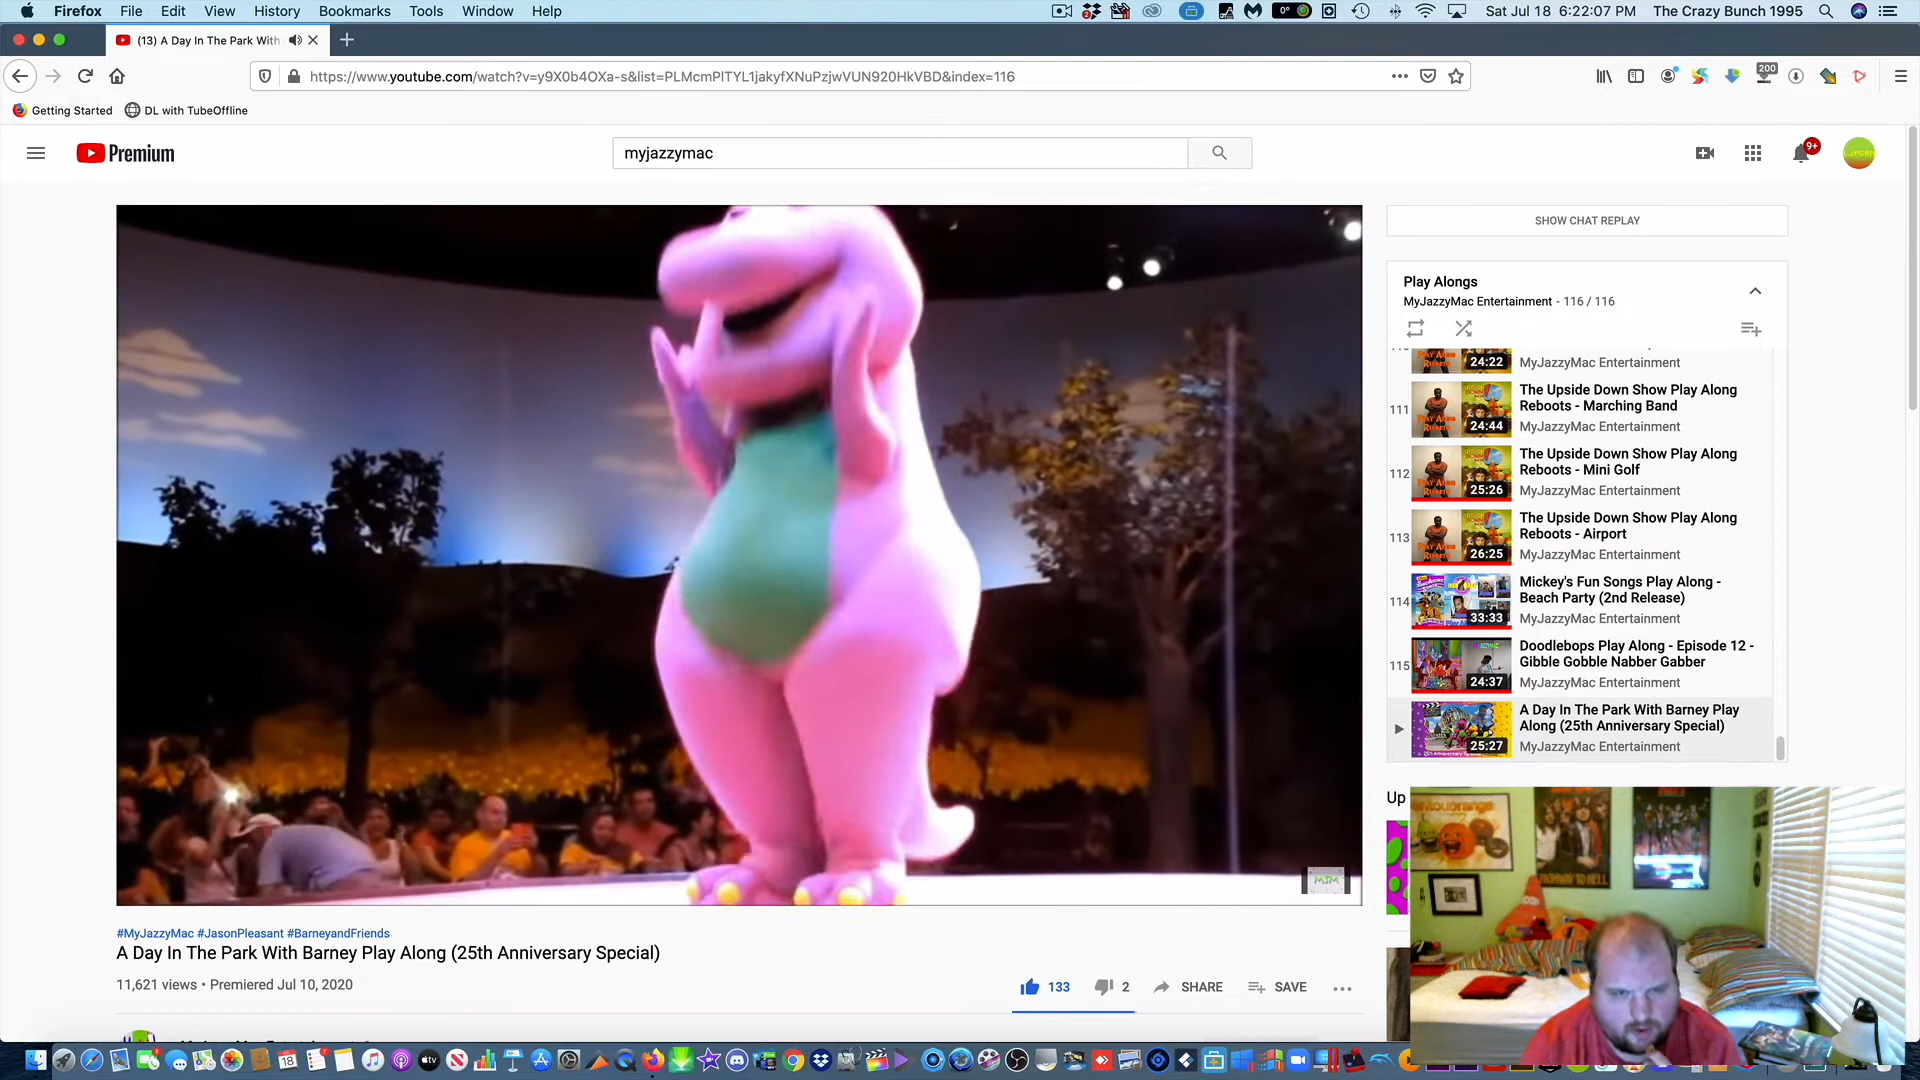 Firefox File Edit View History Bookmarks Tools Window Help
0°
Sat Jul 18 6:22:07 PM The Crazy Bunch 1995
(13) A Day In The Park With
https://www.youtube.com/watch?v=y9X0b4OXa-s&list=PLMcmPlTYL1jakyfXNuPzjwVUN920HkVBD&index=116
200
Getting Started DL with TubeOffline
Premium
myjazzymac
9+
SHOW CHAT REPLAY
Play Alongs
MyJazzyMac Entertainment - 116 / 116
24:22
MyJazzyMac Entertainment
111
The Upside Down Show Play Along
Reboots - Marching Band
24:44
MyJazzyMac Entertainment
112
The Upside Down Show Play Along
Reboots - Mini Golf
25:26
MyJazzyMac Entertainment
113
The Upside Down Show Play Along
Reboots - Airport
26:25
MyJazzyMac Entertainment
114
Mickey's Fun Songs Play Along -
Beach Party (2nd Release)
33:33
MyJazzyMac Entertainment
115
Doodlebops Play Along - Episode 12 -
Gibble Gobble Nabber Gabber
24:37
MyJazzyMac Entertainment
A Day In The Park With Barney Play
Along (25th Anniversary Special)
25:27
MyJazzyMac Entertainment
Up
MJM
#MyJazzyMac #JasonPleasant #BarneyandFriends
A Day In The Park With Barney Play Along (25th Anniversary Special)
11,621 views • Premiered Jul 10, 2020
133 2 SHARE SAVE